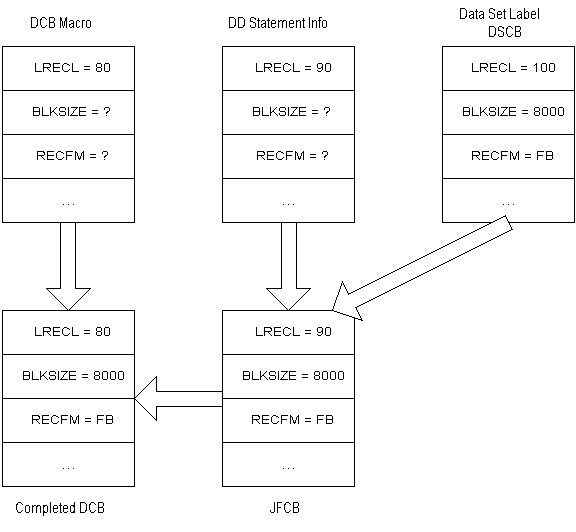 DCB Macro
LRECL = 80
BLKSIZE = ?
RECFM = ?
...
DD Statement Info
LRECL = 90
BLKSIZE = ?
RECFM = ?
...
Data Set Label
DSCB
LRECL = 100
BLKSIZE = 8000
RECFM = FB
...
LRECL = 80
BLKSIZE = 8000
RECFM = FB
...
Completed DCB
LRECL = 90
BLKSIZE = 8000
RECFM = FB
...
JFCB